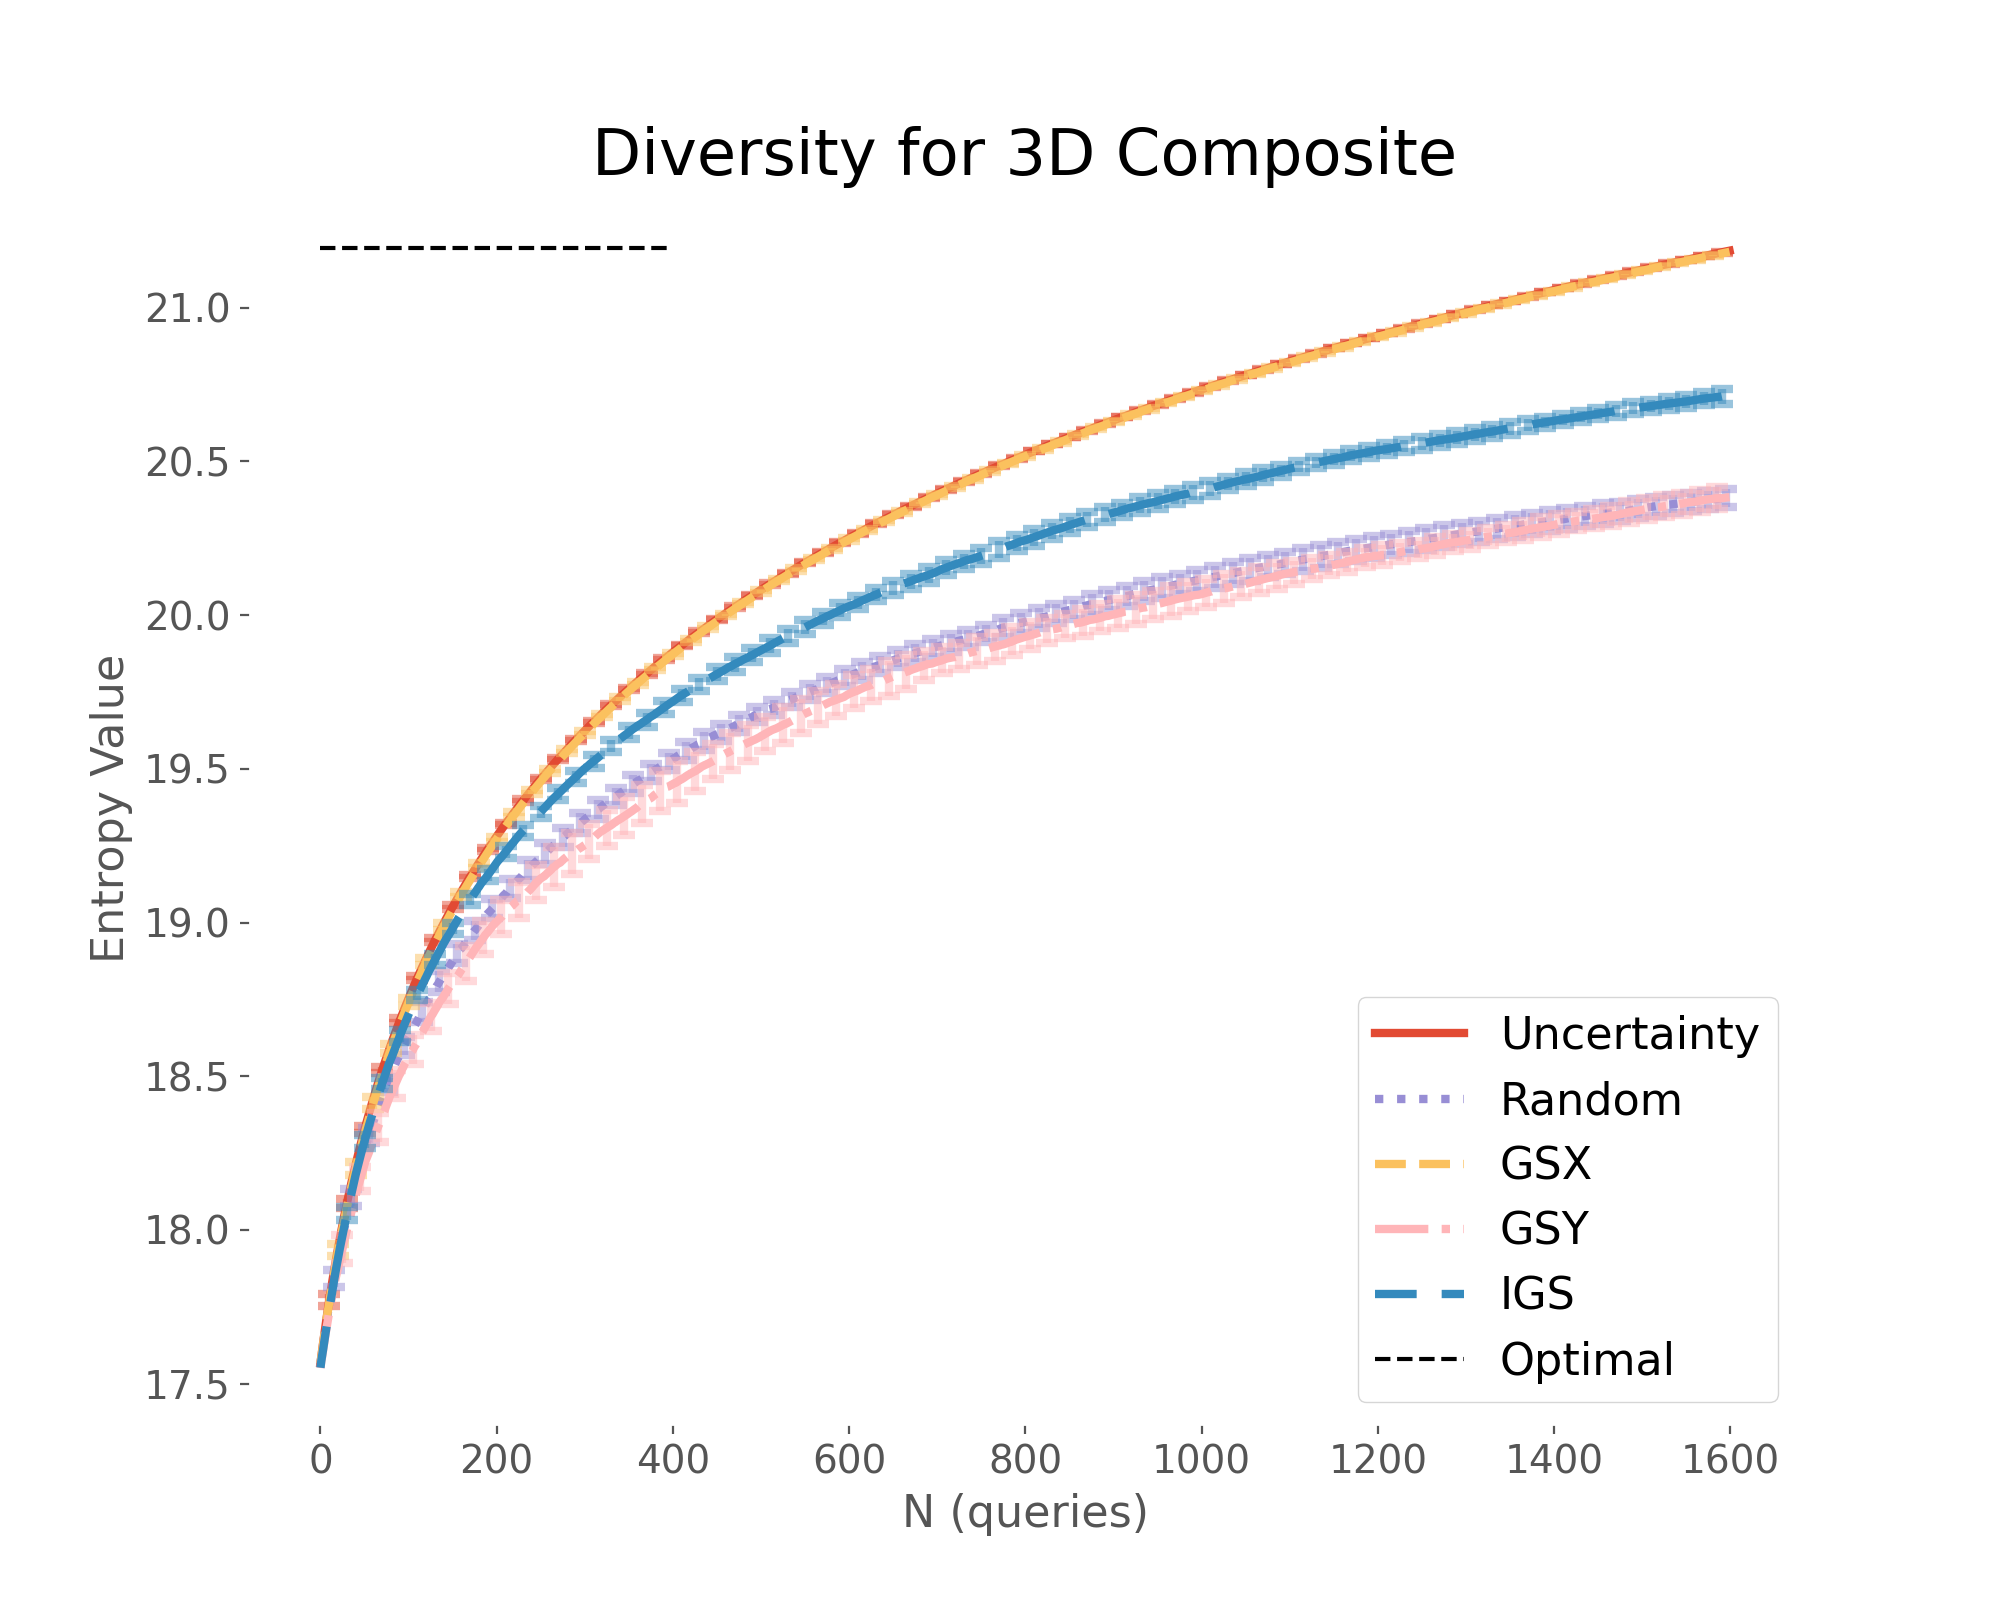 Diversity for 3D Composite
Entropy Value
21.0
20.5
20.0
19.5
19.0
18.5
18.0
17.5
0 200 400 600 800 1000 1200 1400 1600
N (queries)
Uncertainty
Random
GSX
GSY
IGS
Optimal